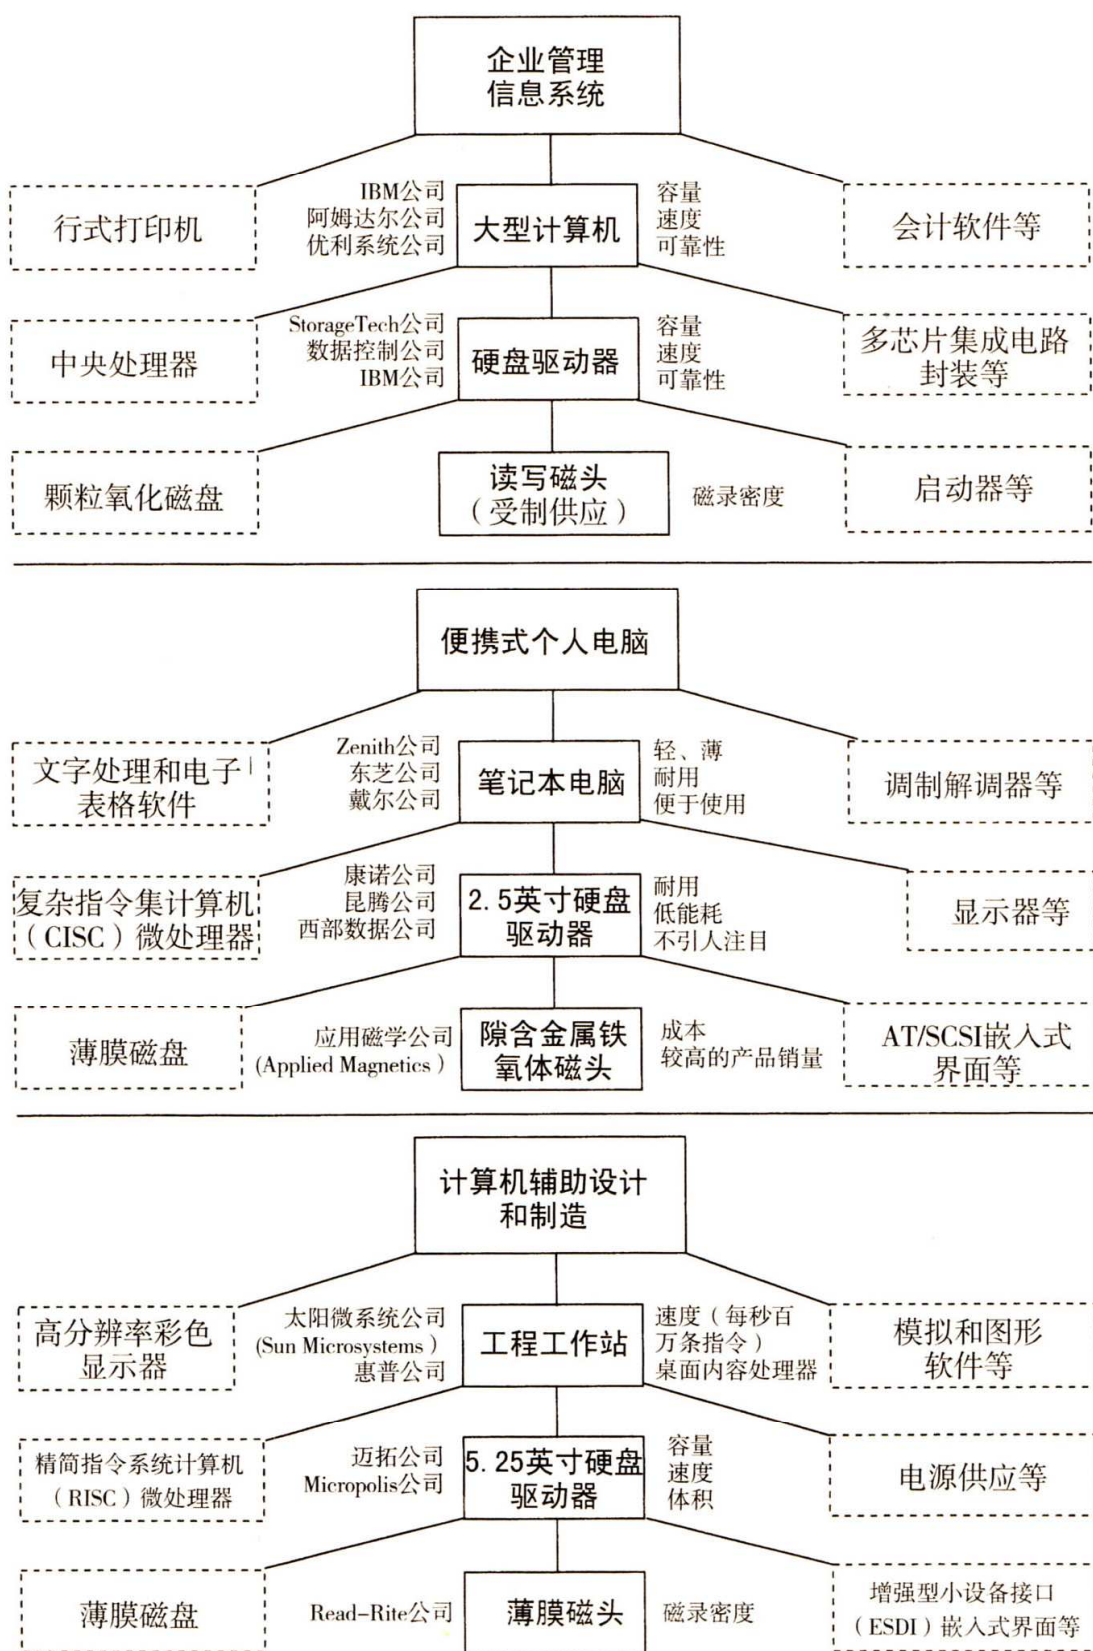 企业管理
信息系统
行式打印机
IBM公司
阿姆达尔公司
优利系统公司
大型计算机
容量
速度
可靠性
会计软件等
中央处理器
StorageTech公司
数据控制公司
IBM公司
硬盘驱动器
容量
速度
可靠性
多芯片集成电路
封装等
颗粒氧化磁盘
读写磁头
（受制供应）
磁录密度
启动器等
便携式个人电脑
文字处理和电子
表格软件
Zenith公司
东芝公司
戴尔公司
笔记本电脑
轻、薄
耐用
便于使用
调制解调器等
复杂指令集计算机
（CISC）微处理器
康诺公司
昆腾公司
西部数据公司
2.5英寸硬盘
驱动器
耐用
低能耗
不引人注目
显示器等
薄膜磁盘
应用磁学公司
(Applied Magnetics）
隙含金属铁
氧体磁头
成本
较高的产品销量
AT/SCSI嵌入式
界面等
计算机辅助设计
和制造
高分辨率彩色
显示器
太阳微系统公司
(Sun Microsystems）
惠普公司
工程工作站
速度（每秒百
万条指令）
桌面内容处理器
模拟和图形
软件等
精简指令系统计算机
（RISC）微处理器
迈拓公司
Micropolis公司
5.25英寸硬盘
驱动器
容量
速度
体积
电源供应等
薄膜磁盘
Read-Rite公司
薄膜磁头
磁录密度
增强型小设备接口
（ESDI）嵌入式界面等